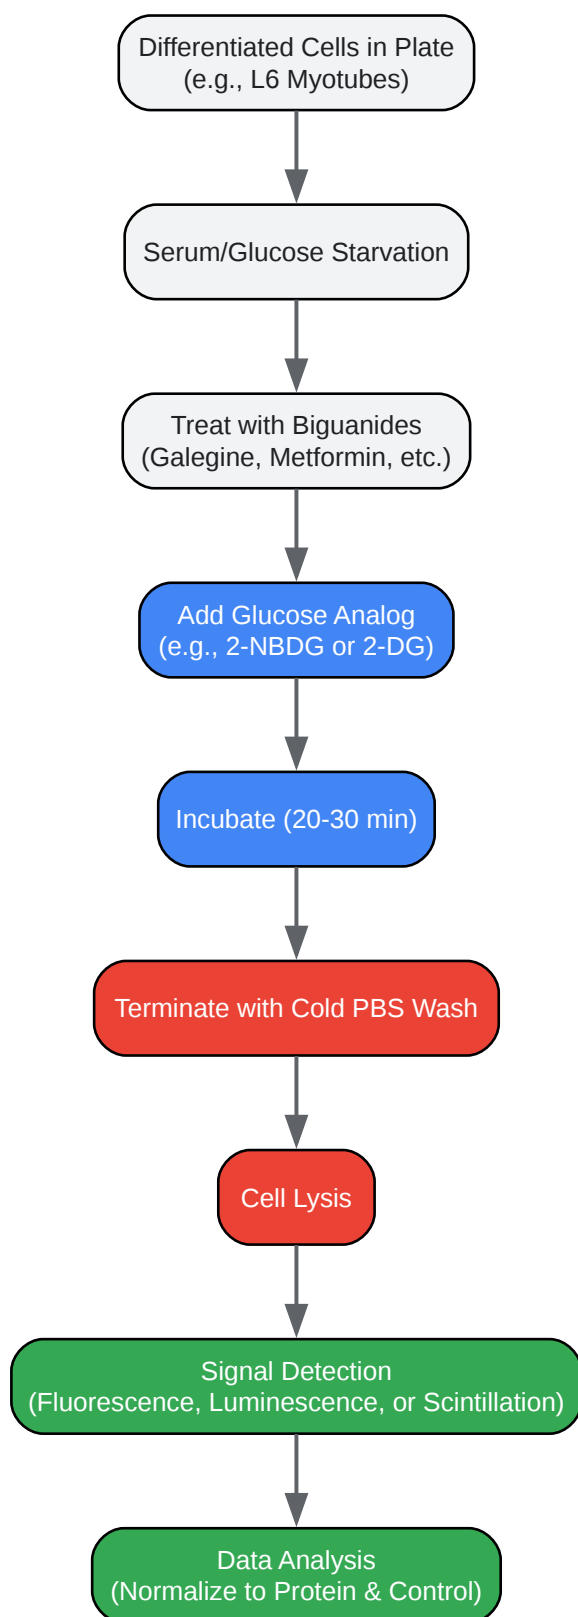 Differentiated Cells in Plate
(e.g., L6 Myotubes)
Serum/Glucose Starvation
Treat with Biguanides
(Galegine, Metformin, etc.)
Add Glucose Analog
(e.g., 2-NBDG or 2-DG)
Incubate (20-30 min)
Terminate with Cold PBS Wash
Cell Lysis
Signal Detection
(Fluorescence, Luminescence, or Scintillation)
Data Analysis
(Normalize to Protein & Control)